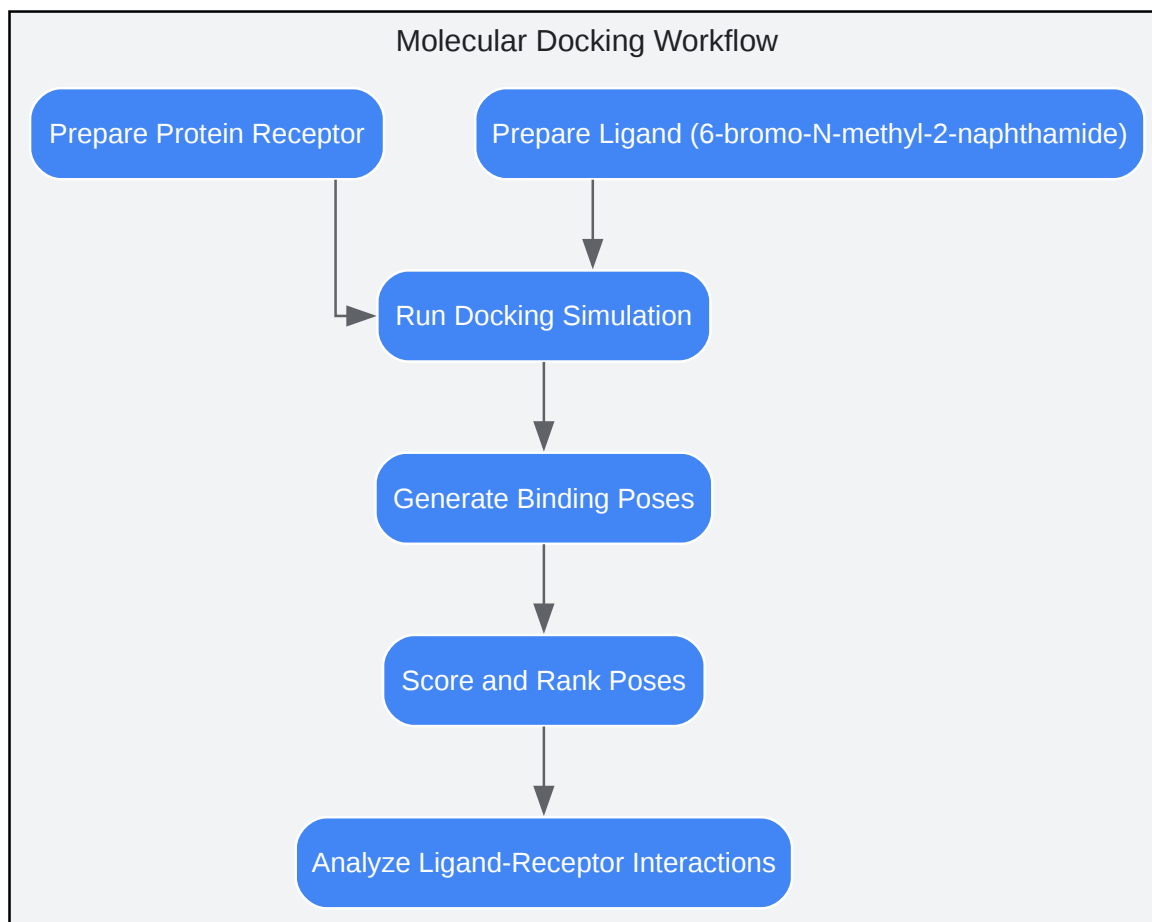 Molecular Docking Workflow
Prepare Protein Receptor
Prepare Ligand (6-bromo-N-methyl-2-naphthamide)
Run Docking Simulation
Generate Binding Poses
Score and Rank Poses
Analyze Ligand-Receptor Interactions